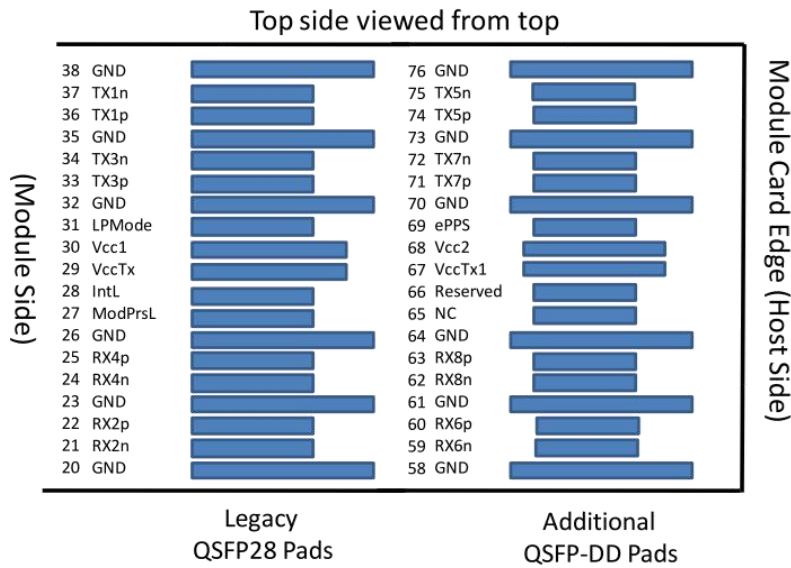 Top side viewed from top
38 GND 76 GND
37 TX1n 75 TX5n
36 TX1p 74 TX5p
35 GND 73 GND
34 TX3n 72 TX7n
33 TX3p 71 TX7p
32 GND 70 GND
31 LPMode 69 ePPS
30 Vcc1 68 Vcc2
29 VccTx 67 VccTx1
28 IntL 66 Reserved
27 ModPrsL 65 NC
26 GND 64 GND
25 RX4p 63 RX8p
24 RX4n 62 RX8n
23 GND 61 GND
22 RX2p 60 RX6p
21 RX2n 59 RX6n
20 GND 58 GND
(Module Side)
Module Card Edge (Host Side)
Legacy
QSFP28 Pads
Additional
QSFP-DD Pads